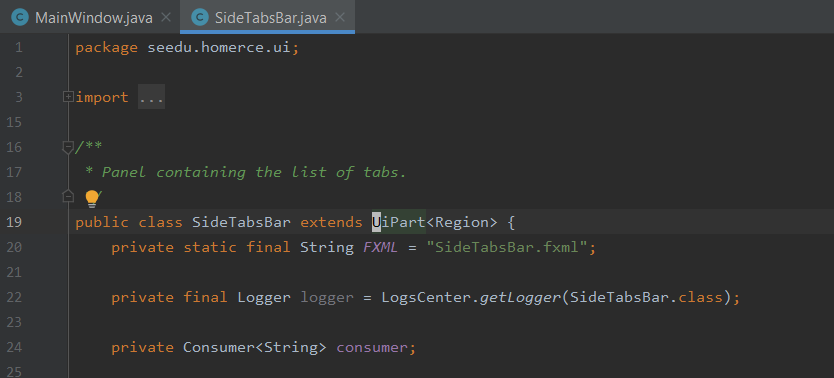 MainWindow.java SideTabsBar.java
1 package seedu.homerce.ui;
2
3 import ...
15
16 /**
17 * Panel containing the list of tabs.
18 /
19 public class SideTabsBar extends UiPart<Region> {
20 private static final String FXML = "SideTabsBar.fxml";
21
22 private final Logger logger = LogsCenter.getLogger(SideTabsBar.class);
23
24 private Consumer<String> consumer;
25